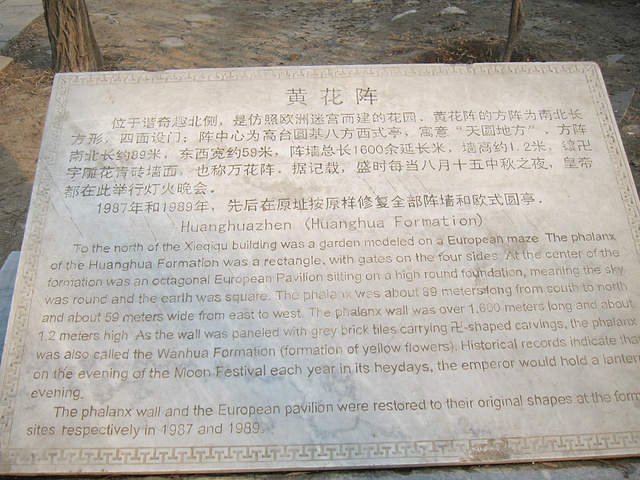 黄花阵
位于谐奇趣北侧，是仿照欧洲迷宫而建的花园．黄花阵的方阵为南北长
方形，四面设门；阵中心为高台圆基八方西式亭，寓意“天圆地方”．方阵
南北长约89米，东西宽约59米，阵墙总长1600余延长米，墙高约1.2米，镶卍
字雕花青砖墙面，也称万花阵．据记载，盛时每当八月十五中秋之夜，皇帝
都在此举行灯火晚会．
1987年和1989年，先后在原址按原样修复全部阵墙和欧式圆亭．
Huanghuazhen (Huanghua Formation)
To the north of the Xieqiqu building was a garden modeled on a European maze. The phalanx
of the Huanghua Formation was a rectangle, with gates on the four sides. At the center of the
formation was an octagonal European Pavilion sitting on a high round foundation, meaning the sky
was round and the earth was square. The phalanx was about 89 meters long from south to north
and about 59 meters wide from east to west. The phalanx wall was over 1,600 meters long and about
1.2 meters high. As the wall was paneled with grey brick tiles carrying 卍-shaped carvings, the phalanx
was also called the Wanhua Formation (formation of yellow flowers). Historical records indicate that
on the evening of the Moon Festival each year in its heydays, the emperor would hold a lantern
evening.
The phalanx wall and the European pavilion were restored to their original shapes at the form
sites respectively in 1987 and 1989.